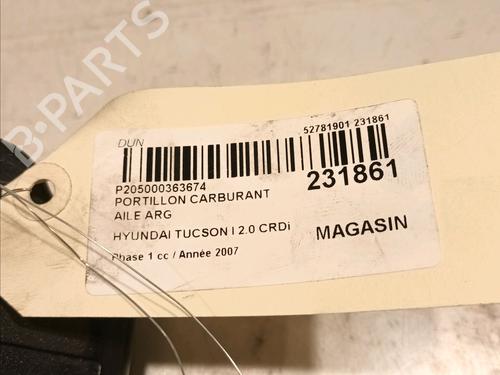 B-PARTS
DUN
52781901 231861
P205000363674
PORTILLON CARBURANT
AILE ARG
231861
HYUNDAI TUCSON I 2.0 CRDi
MAGASIN
Phase 1 cc / Année 2007